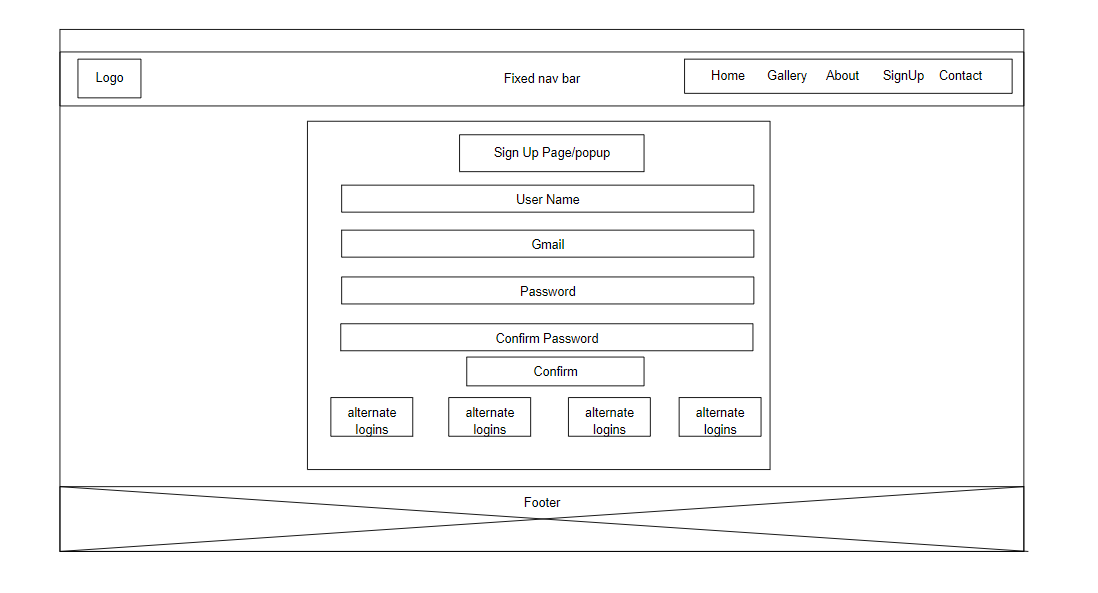 Logo
Fixed nav bar
Home Gallery About SignUp Contact
Sign Up Page/popup
User Name
Gmail
Password
Confirm Password
Confirm
alternate
logins
alternate
logins
alternate
logins
alternate
logins
Footer